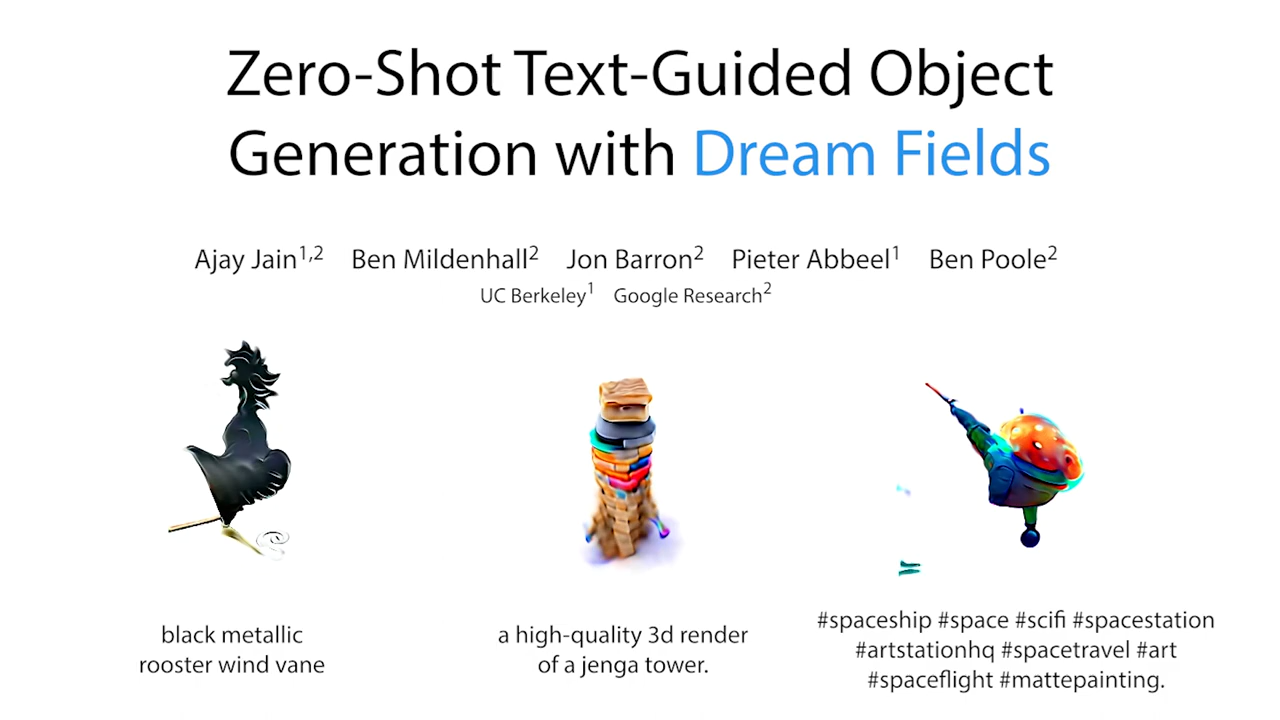 Zero-Shot Text-Guided Object
Generation with Dream Fields
Ajay Jain1,2 Ben Mildenhall2 Jon Barron2 Pieter Abbeel1 Ben Poole2
UC Berkeley1 Google Research2
black metallic
rooster wind vane
a high-quality 3d render
of a jenga tower.
#spaceship #space #scifi #spacestation
#artstationhq #spacetravel #art
#spaceflight #mattepainting.